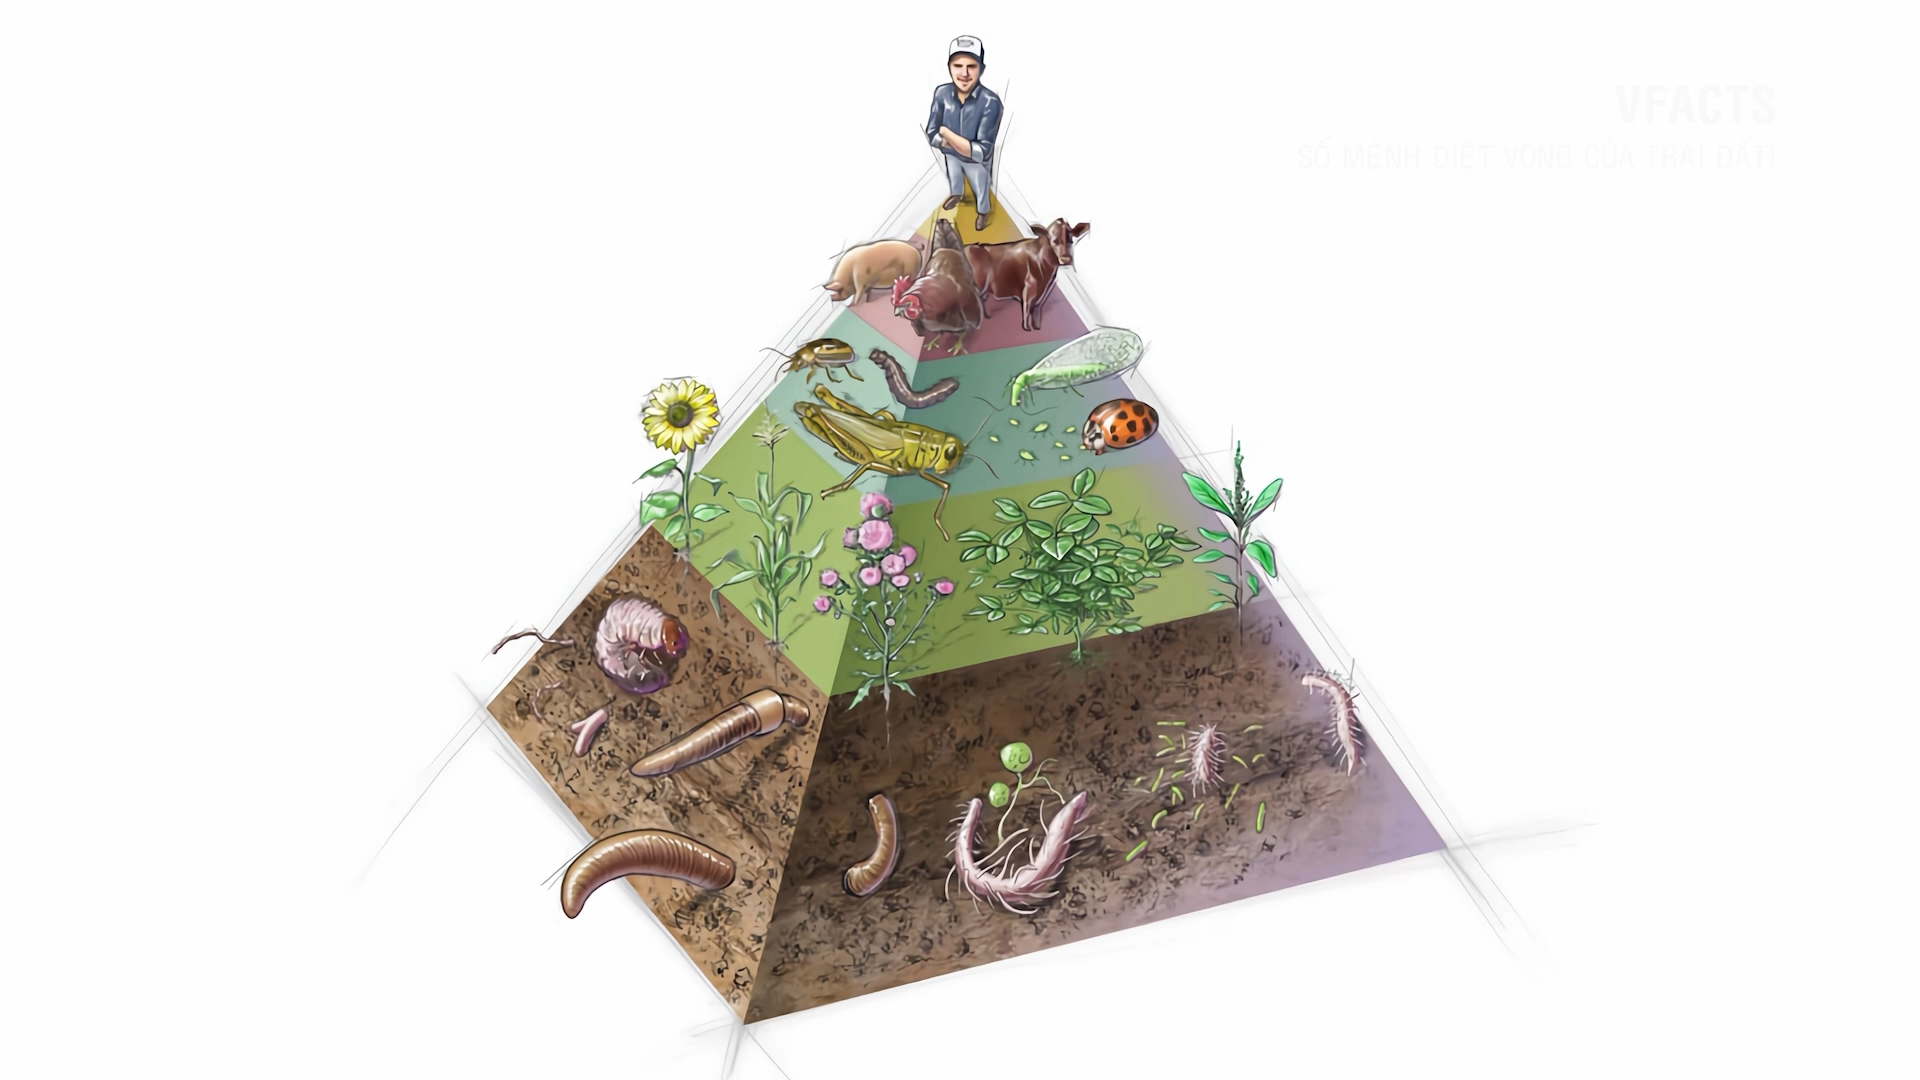 VFACTS
SỐ MỆNH DIỆT VONG CỦA TRÁI ĐẤT!